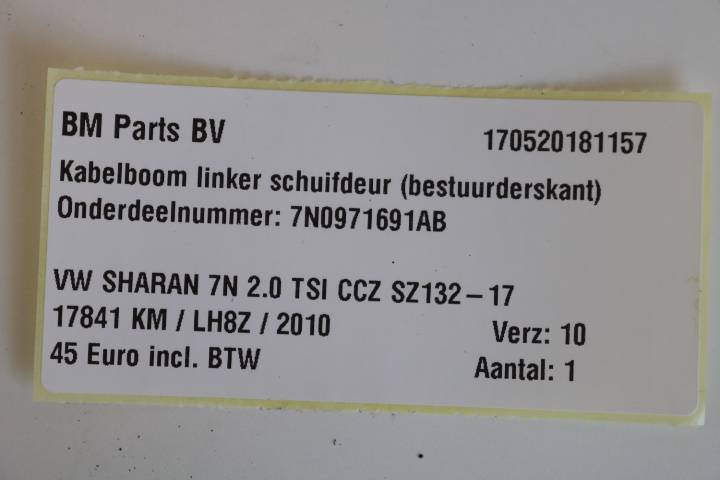 BM Parts BV 170520181157
Kabelboom linker schuifdeur (bestuurderskant)
Onderdeelnummer: 7N0971691AB
VW SHARAN 7N 2.0 TSI CCZ SZ132-17
17841 KM / LH8Z / 2010 Verz: 10
45 Euro incl. BTW Aantal: 1